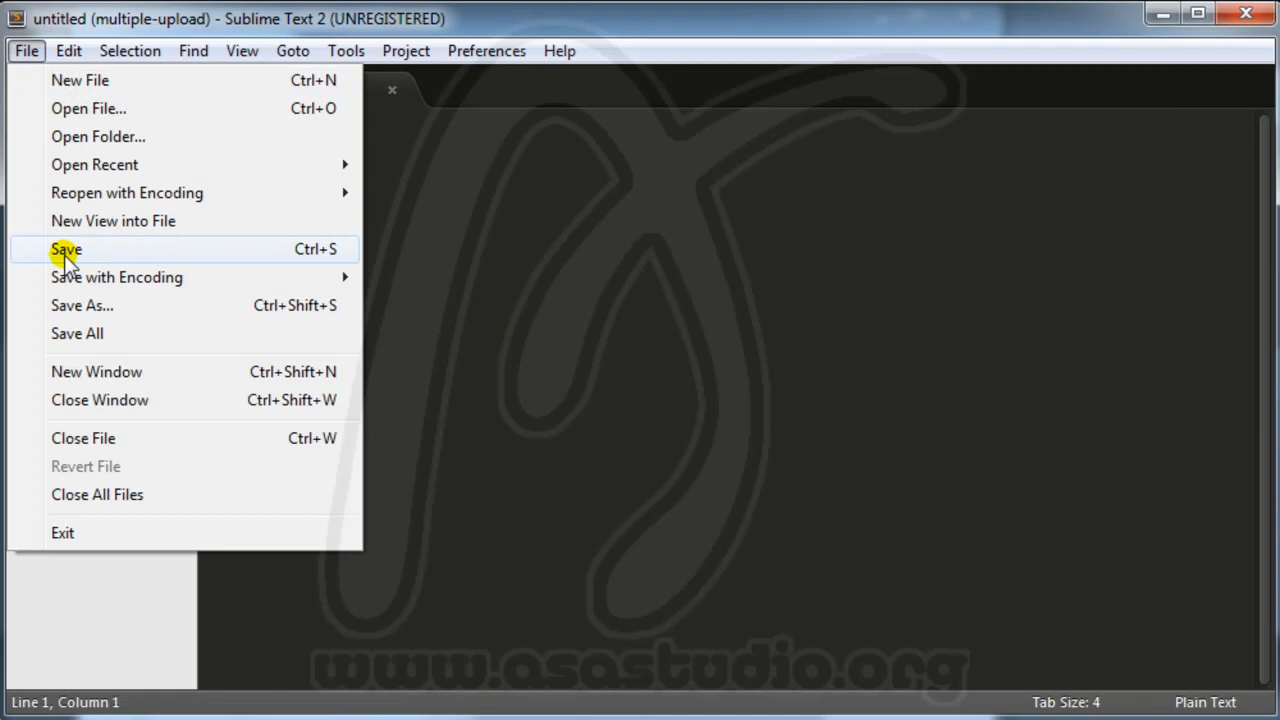 untitled (multiple-upload) - Sublime Text 2 (UNREGISTERED)
File Edit Selection Find View Goto Tools Project Preferences Help
New File Ctrl+N
Open File... Ctrl+O
Open Folder...
Open Recent
Reopen with Encoding
New View into File
Save Ctrl+S
Save with Encoding
Save As... Ctrl+Shift+S
Save All
New Window Ctrl+Shift+N
Close Window Ctrl+Shift+W
Close File Ctrl+W
Revert File
Close All Files
Exit
www.asastudio.org
Line 1, Column 1 Tab Size: 4 Plain Text